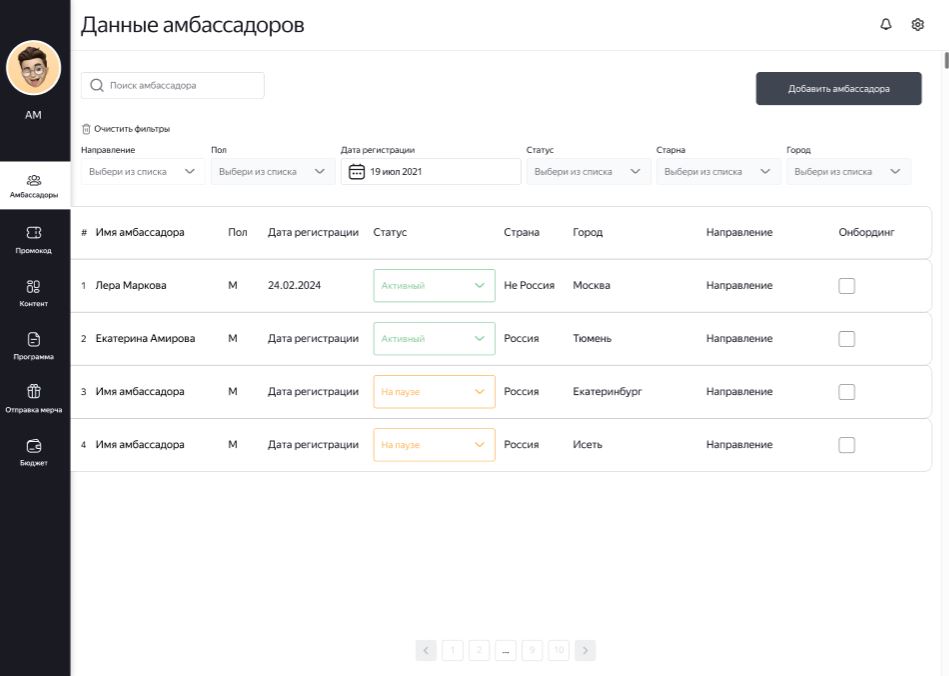 Данные амбассадоров
АМ
Амбассадоры
Промокод
Контент
Программа
Отправка мерча
Бюджет
Поиск амбассадора
Добавить амбассадора
Очистить фильтры
Направление Пол Дата регистрации Статус Старна Город
Выбери из списка Выбери из списка 19 июл 2021 Выбери из списка Выбери из списка Выбери из списка
# Имя амбассадора Пол Дата регистрации Статус Страна Город Направление Онбординг
1 Лера Маркова М 24.02.2024 Активный Не Россия Москва Направление
2 Екатерина Амирова М Дата регистрации Активный Россия Тюмень Направление
3 Имя амбассадора М Дата регистрации На паузе Россия Екатеринбург Направление
4 Имя амбассадора М Дата регистрации На паузе Россия Исеть Направление
1 2 ... 9 10